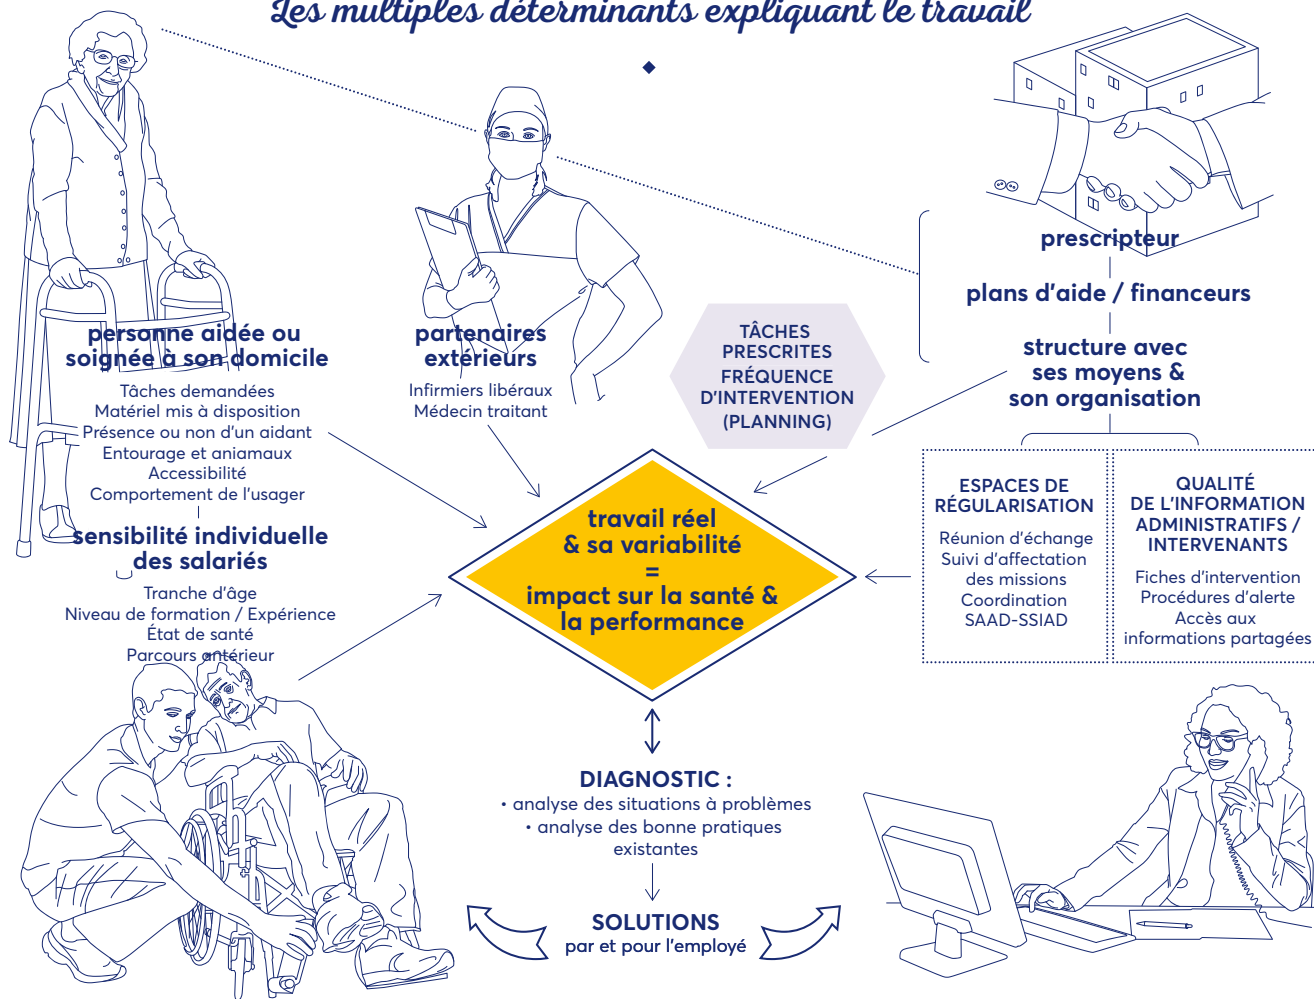 Les multiples déterminants expliquant le travail
personne aidée ou
soignée à son domicile
Tâches demandées
Matériel mis à disposition
Présence ou non d'un aidant
Entourage et aniamaux
Accessibilité
Comportement de l'usager
sensibilité individuelle
des salariés
Tranche d'âge
Niveau de formation / Expérience
État de santé
Parcours antérieur
partenaires
extérieurs
Infirmiers libéraux
Médecin traitant
TÂCHES
PRESCRITES
FRÉQUENCE
D'INTERVENTION
(PLANNING)
prescripteur
plans d'aide / financeurs
structure avec
ses moyens &
son organisation
ESPACES DE
RÉGULARISATION
Réunion d'échange
Suivi d'affectation
des missions
Coordination
SAAD-SSIAD
QUALITÉ
DE L'INFORMATION
ADMINISTRATIFS /
INTERVENANTS
Fiches d'intervention
Procédures d'alerte
Accès aux
informations partagées
travail réel
& sa variabilité
=
impact sur la santé &
la performance
DIAGNOSTIC :
• analyse des situations à problèmes
• analyse des bonne pratiques
existantes
SOLUTIONS
par et pour l'employé